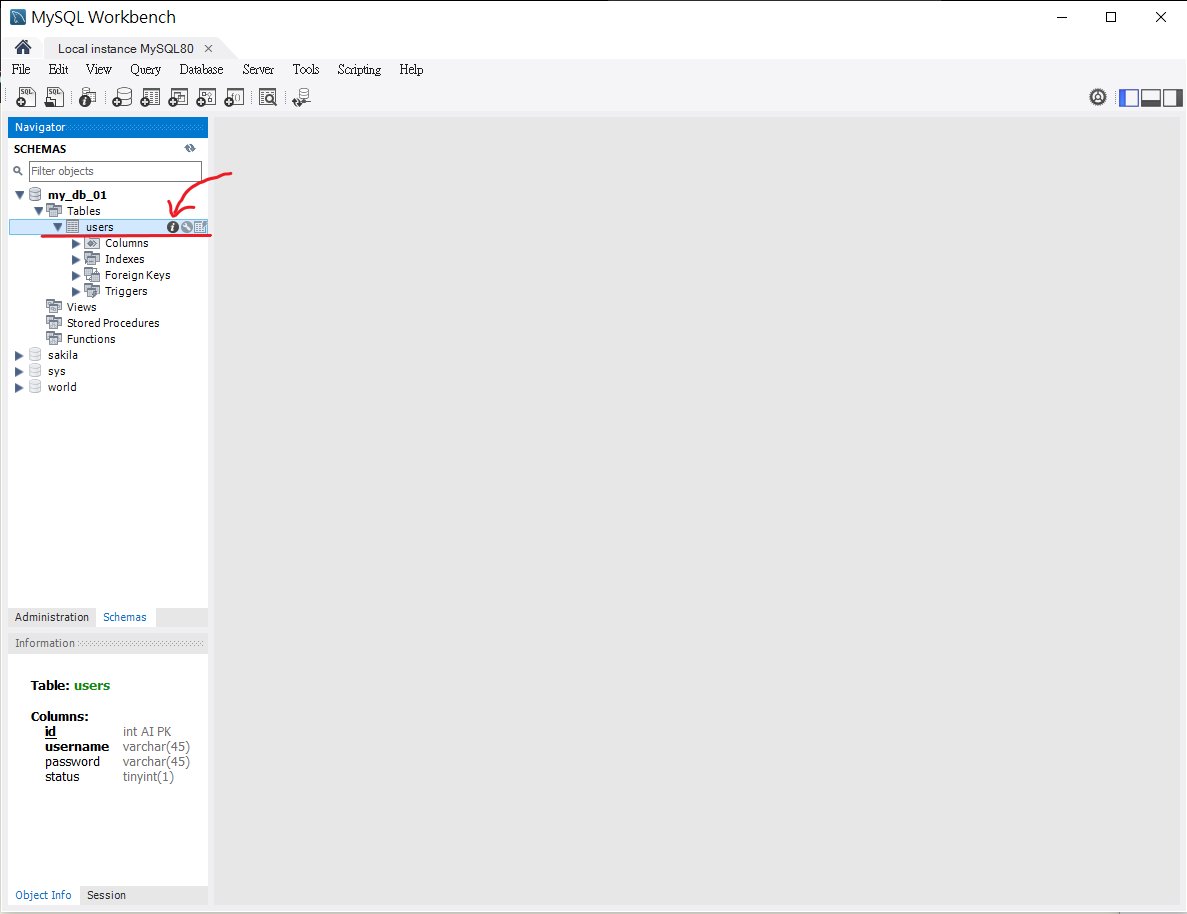 MySQL Workbench
Local instance MySQL80
File Edit View Query Database Server Tools Scripting Help
Navigator
SCHEMAS
Filter objects
my_db_01
Tables
users
Columns
Indexes
Foreign Keys
Triggers
Views
Stored Procedures
Functions
sakila
sys
world
Administration Schemas
Information
Table: users
Columns:
id int AI PK
username varchar(45)
password varchar(45)
status tinyint(1)
Object Info Session